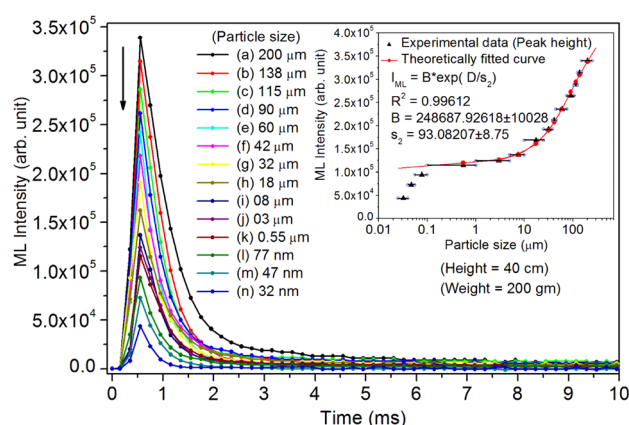 3.5x10⁵
3.0x10⁵
2.5x10⁵
2.0x10⁵
1.5x10⁵
1.0x10⁵
5.0x10⁴
0.0
ML Intensity (arb. unit)
0 1 2 3 4 5 6 7 8 9 10
Time (ms)
(Particle size)
(a) 200 μm
(b) 138 μm
(c) 115 μm
(d) 90 μm
(e) 60 μm
(f) 42 μm
(g) 32 μm
(h) 18 μm
(i) 08 μm
(j) 03 μm
(k) 0.55 μm
(l) 77 nm
(m) 47 nm
(n) 32 nm
4.0x10⁵
3.5x10⁵
3.0x10⁵
2.5x10⁵
2.0x10⁵
1.5x10⁵
1.0x10⁵
5.0x10⁴
0.0
ML Intensity (arb. unit)
Experimental data (Peak height)
Theoretically fitted curve
I_ML = B*exp( D/s₂)
R² = 0.99612
B = 248687.92618±10028
s₂ = 93.08207±8.75
0.01 0.1 1 10 100
Particle size (μm)
(Height = 40 cm)
(Weight = 200 gm)